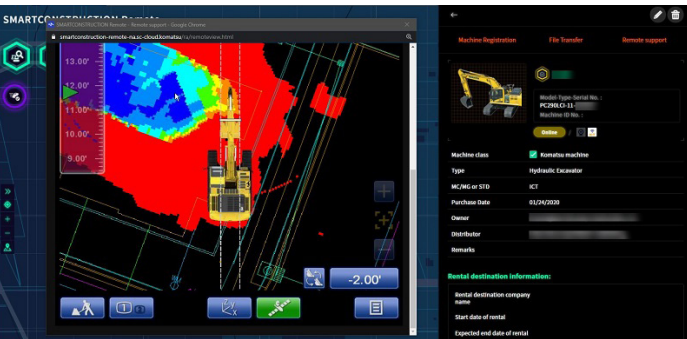 SMARTCONSTRUCTION Remote
SMARTCONSTRUCTION Remote - Remote support - Google Chrome
smartconstruction-remote-na.sc-cloud.komatsu/ra/remoteview.html
13.00'
12.00'
11.00'
10.00'
9.00'
-2.00'
1
Machine Registration
File Transfer
Remote support
Model-Type-Serial No. :
PC290LCI-11-
Machine ID No. :
Online /
Machine class
Komatsu machine
Type
Hydraulic Excavator
MC/MG or STD
ICT
Purchase Date
01/24/2020
Owner
Distributor
Remarks
Rental destination information:
Rental destination company
name
Start date of rental
Expected end date of rental